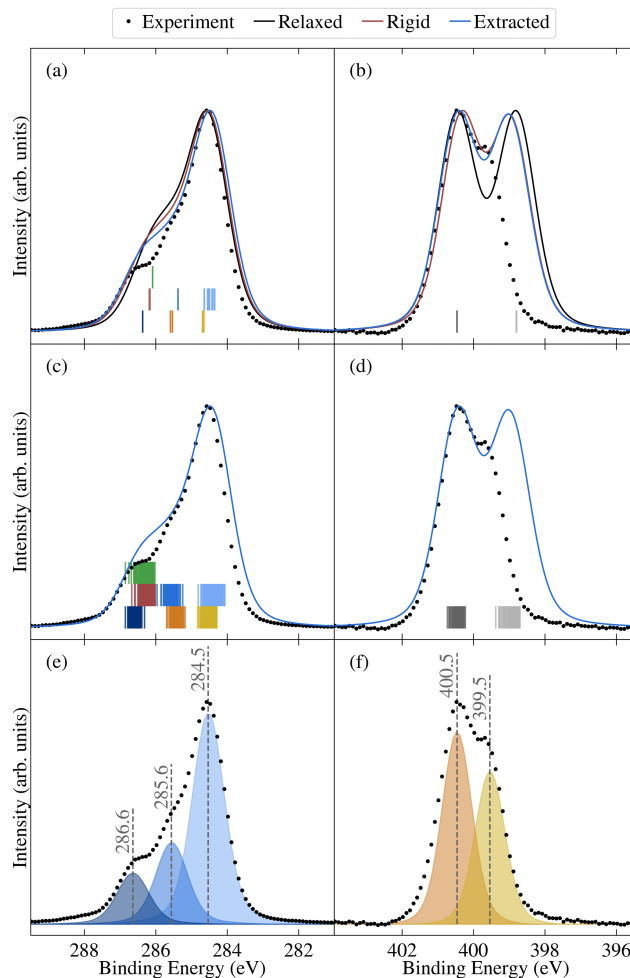 Experiment Relaxed Rigid Extracted
(a) (b)
Intensity (arb. units)
(c) (d)
Intensity (arb. units)
(e) (f)
286.6 285.6 284.5 400.5 399.5
Intensity (arb. units)
288 286 284 282 402 400 398 396
Binding Energy (eV) Binding Energy (eV)